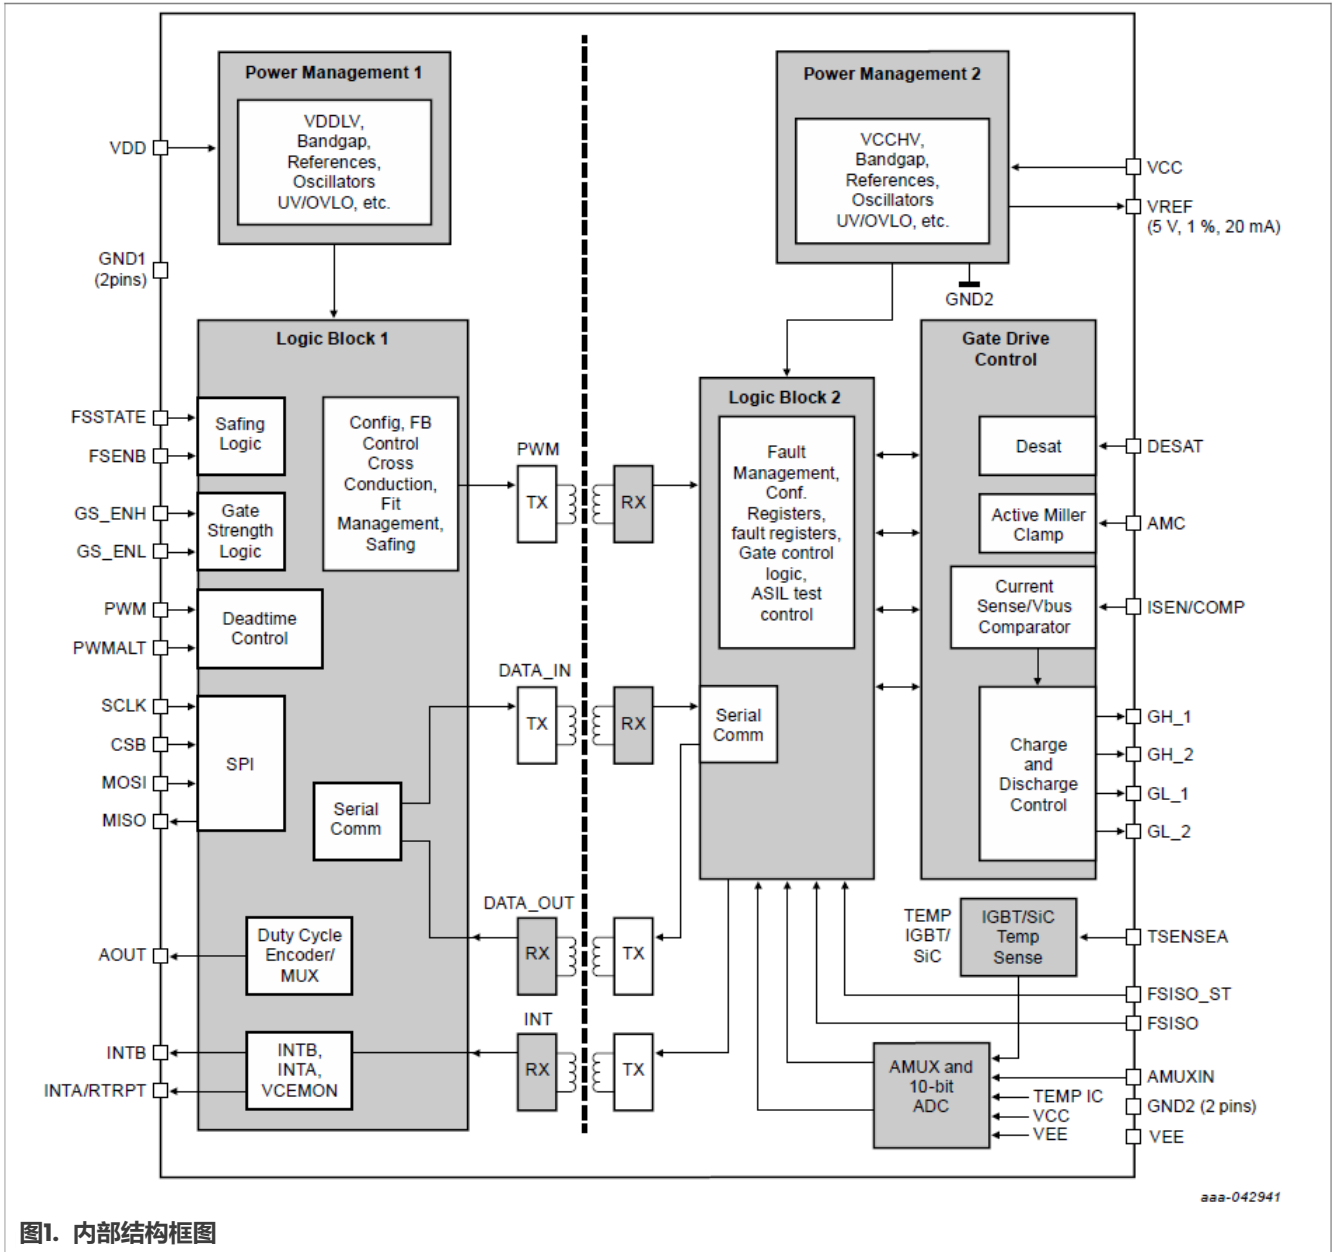 Power Management 1
VDDLV,
Bandgap,
References,
Oscillators
UV/OVLO, etc.
VDD
GND1
(2pins)
Power Management 2
VCCHV,
Bandgap,
References,
Oscillators
UV/OVLO, etc.
VCC
VREF
(5 V, 1 %, 20 mA)
GND2
Logic Block 1
FSSTATE
FSENB
Safing
Logic
GS_ENH
GS_ENL
Gate
Strength
Logic
Config, FB
Control
Cross
Conduction,
Fit
Management,
Safing
PWM
PWMALT
Deadtime
Control
SCLK
CSB
MOSI
MISO
SPI
Serial
Comm
AOUT
Duty Cycle
Encoder/
MUX
INTB
INTA/RTRPT
INTB,
INTA,
VCEMON
PWM
TX
RX
DATA_IN
TX
RX
DATA_OUT
RX
TX
INT
RX
TX
Logic Block 2
Fault
Management,
Conf.
Registers,
fault registers,
Gate control
logic,
ASIL test
control
Serial
Comm
Gate Drive
Control
Desat
DESAT
Active Miller
Clamp
AMC
Current
Sense/Vbus
Comparator
ISEN/COMP
Charge
and
Discharge
Control
GH_1
GH_2
GL_1
GL_2
TEMP
IGBT/
SiC
IGBT/SiC
Temp
Sense
TSENSEA
FSISO_ST
FSISO
AMUX and
10-bit
ADC
AMUXIN
TEMP IC
VCC
VEE
GND2 (2 pins)
VEE
aaa-042941
图1. 内部结构框图